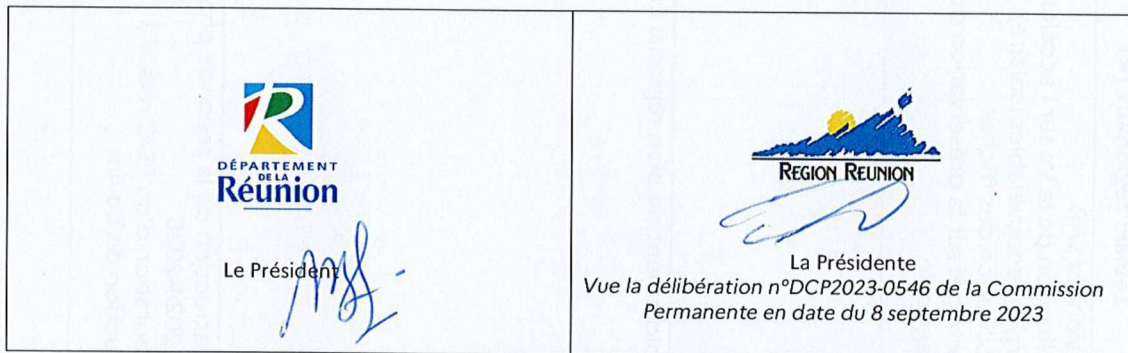 DÉPARTEMENT
DE LA
Réunion
Le Président
REGION REUNION
La Présidente
Vue la délibération n°DCP2023-0546 de la Commission
Permanente en date du 8 septembre 2023